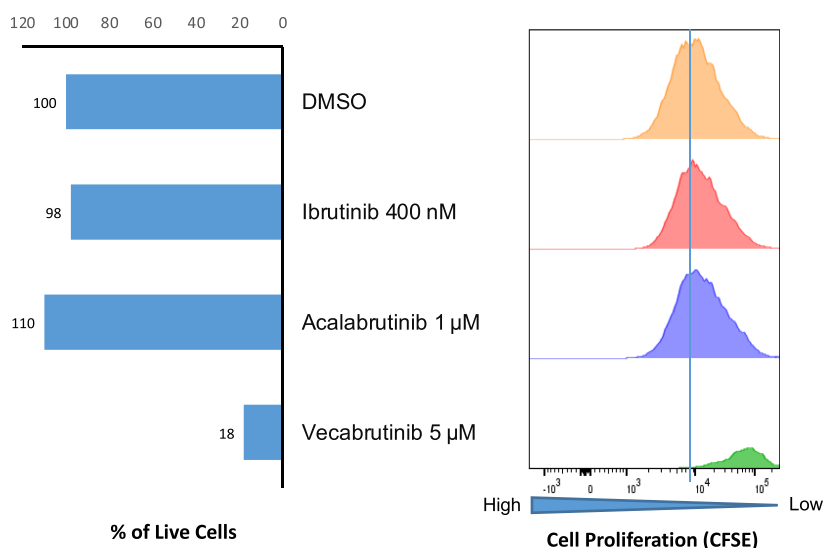 120 100 80 60 40 20 0
100 DMSO
98 Ibrutinib 400 nM
110 Acalabrutinib 1 µM
18 Vecabrutinib 5 µM
-10³ 0 10³ 10⁴ 10⁵
High Low
% of Live Cells
Cell Proliferation (CFSE)